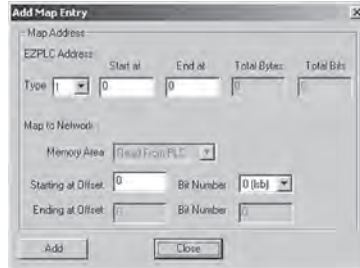 Add Map Entry
Map Address
EZPLC Address
Start at End at Total Bytes Total Bits
Type I 0 0 0 0
Map to Network
Memory Area Read From PLC
Starting at Offset 0 Bit Number 0 (lsb)
Ending at Offset 0 Bit Number 0
Add Close